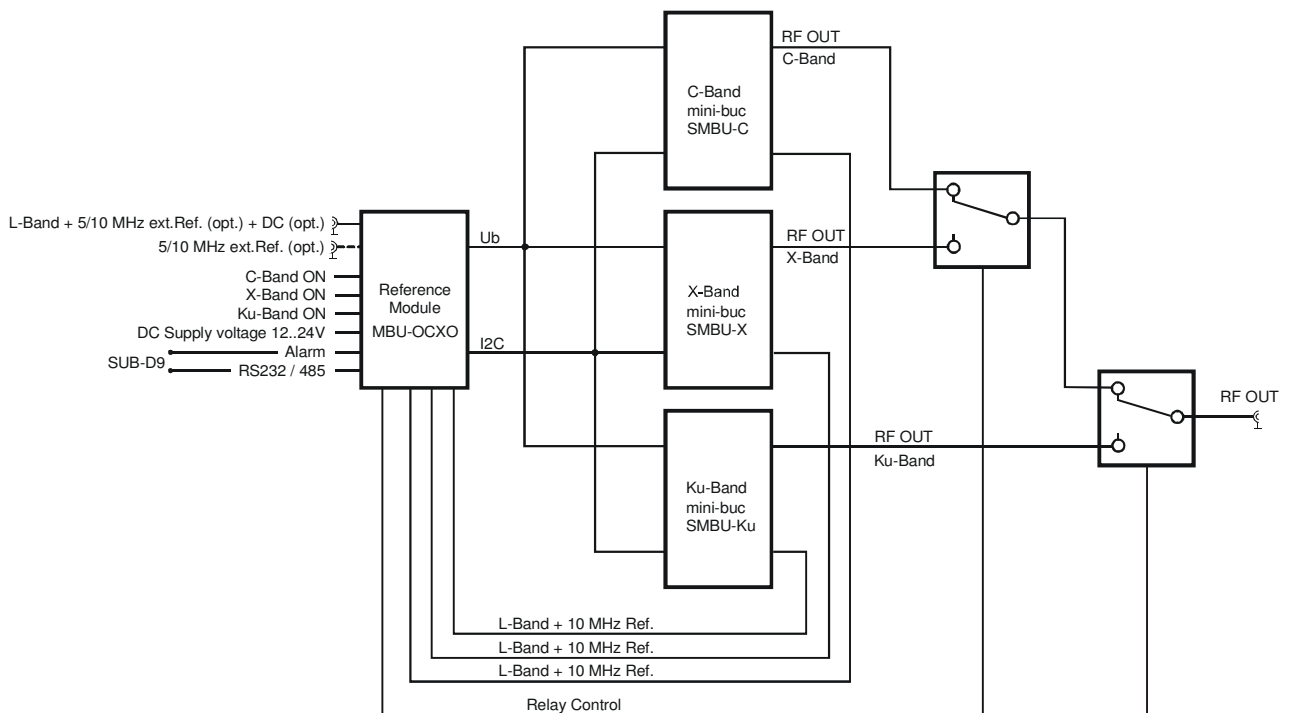 RF OUT
C-Band
C-Band
mini-buc
SMBU-C
L-Band + 5/10 MHz ext.Ref. (opt.) + DC (opt.)
5/10 MHz ext.Ref. (opt.)
C-Band ON
X-Band ON
Ku-Band ON
DC Supply voltage 12..24V
Alarm
SUB-D9
RS232 / 485
Reference
Module
MBU-OCXO
Ub
I2C
X-Band
mini-buc
SMBU-X
RF OUT
X-Band
Ku-Band
mini-buc
SMBU-Ku
RF OUT
Ku-Band
RF OUT
L-Band + 10 MHz Ref.
L-Band + 10 MHz Ref.
L-Band + 10 MHz Ref.
Relay Control